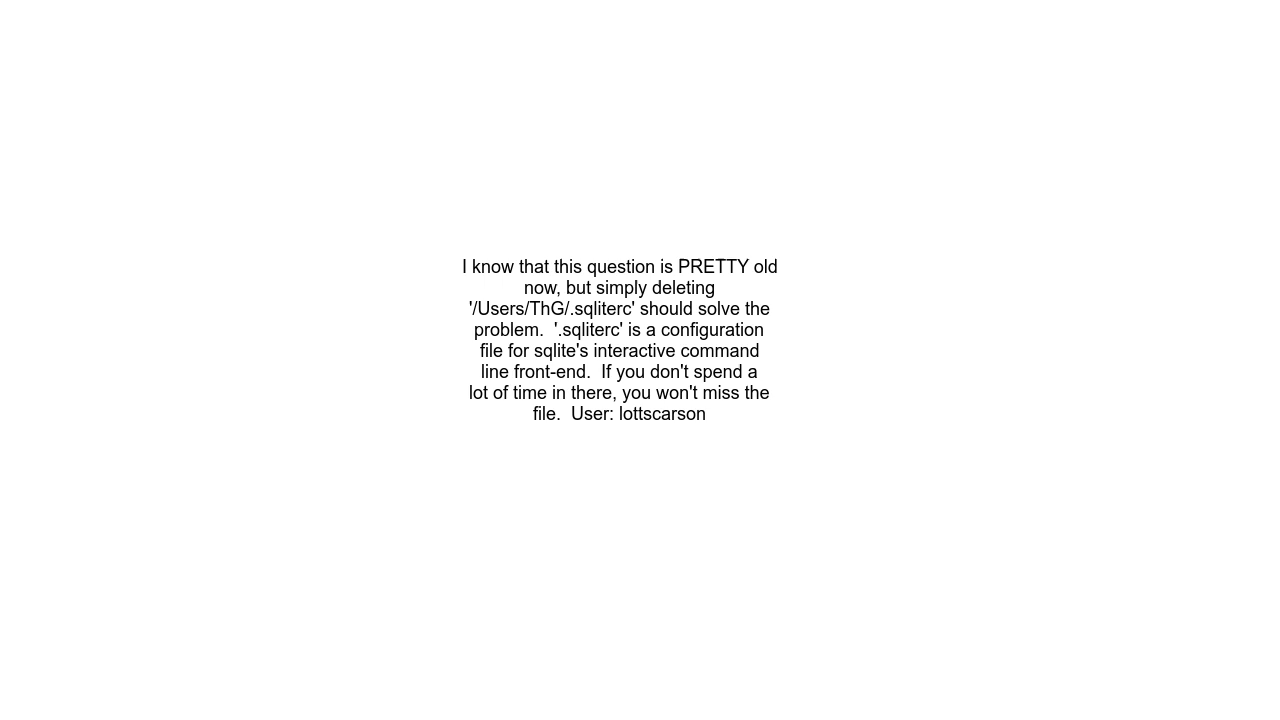 I know that this question is PRETTY old
now, but simply deleting
'/Users/ThG/.sqliterc' should solve the
problem.  '.sqliterc' is a configuration
file for sqlite's interactive command
line front-end.  If you don't spend a
lot of time in there, you won't miss the
file.  User: lottscarson